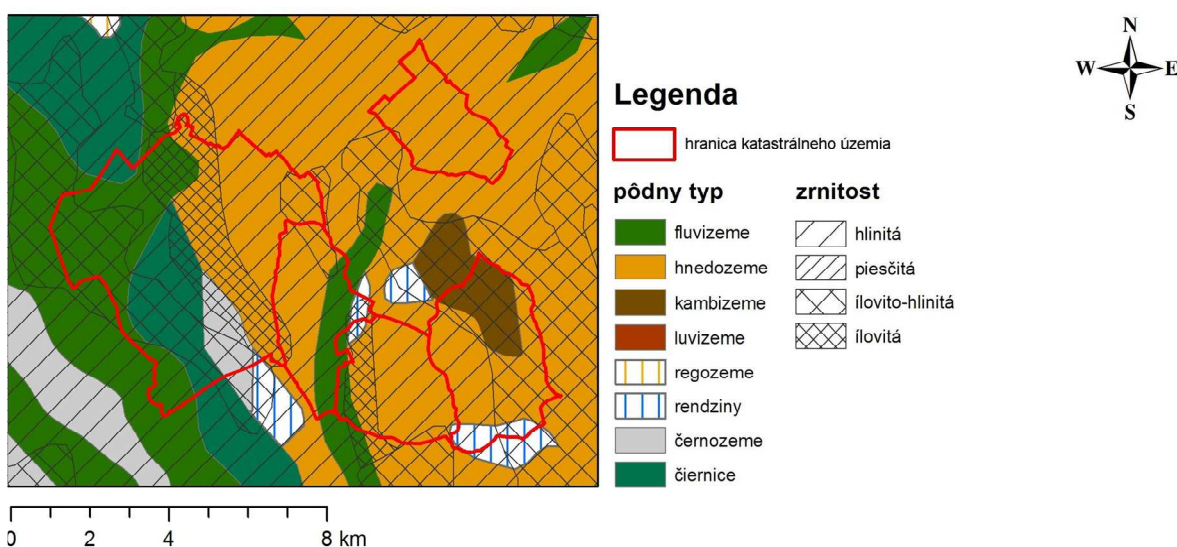 N
W E
S
Legenda
hranica katastrálneho územia
pôdny typ
fluvizeme
hnedozeme
kambizeme
luvizeme
regozeme
rendziny
černozeme
čiernice
zrnitost
hlinitá
piesčitá
ílovito-hlinitá
ílovitá
0 2 4 8 km